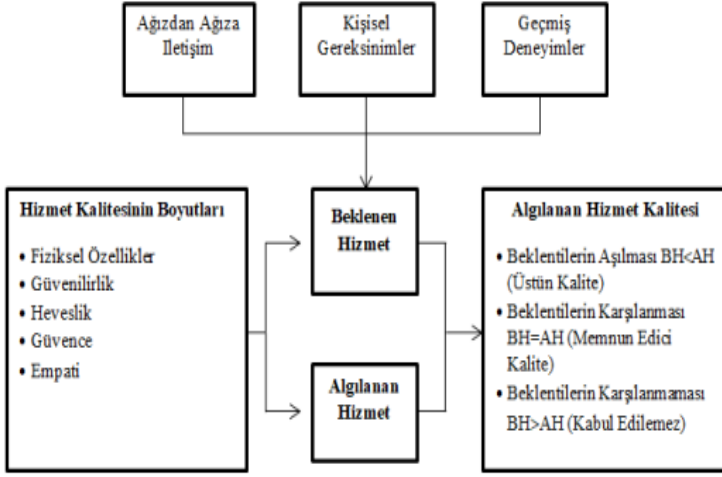 Ağızdan Ağıza
İletişim
Kişisel
Gereksinimler
Geçmiş
Deneyimler
Hizmet Kalitesinin Boyutları
• Fiziksel Özellikler
• Güvenilirlik
• Heveslik
• Güvence
• Empati
Beklenen
Hizmet
Algılanan
Hizmet
Algılanan Hizmet Kalitesi
• Beklentilerin Aşılması BH<AH
(Üstün Kalite)
• Beklentilerin Karşılanması
BH=AH (Memnun Edici
Kalite)
• Beklentilerin Karşılanmaması
BH>AH (Kabul Edilemez)